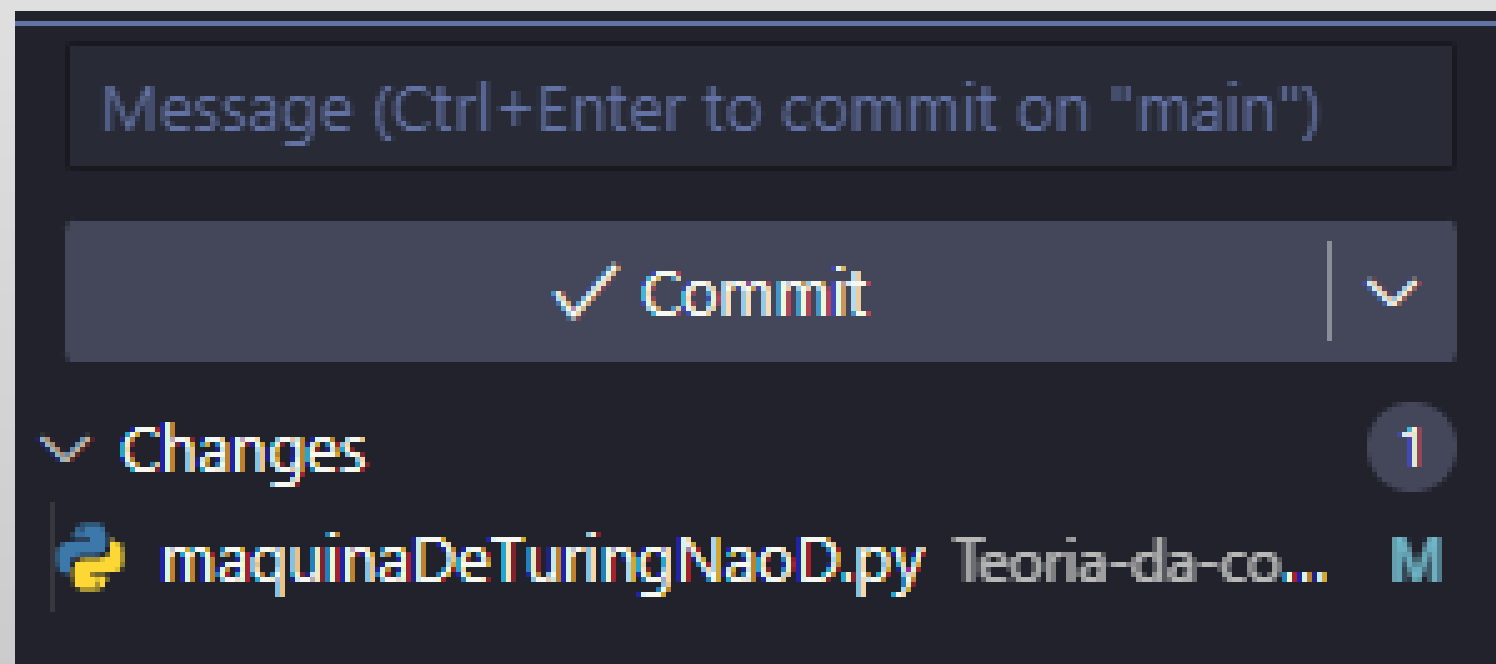 Message (Ctrl+Enter to commit on "main")
Commit
Changes 1
maquinaDeTuringNaoD.py Teoria-da-co... M